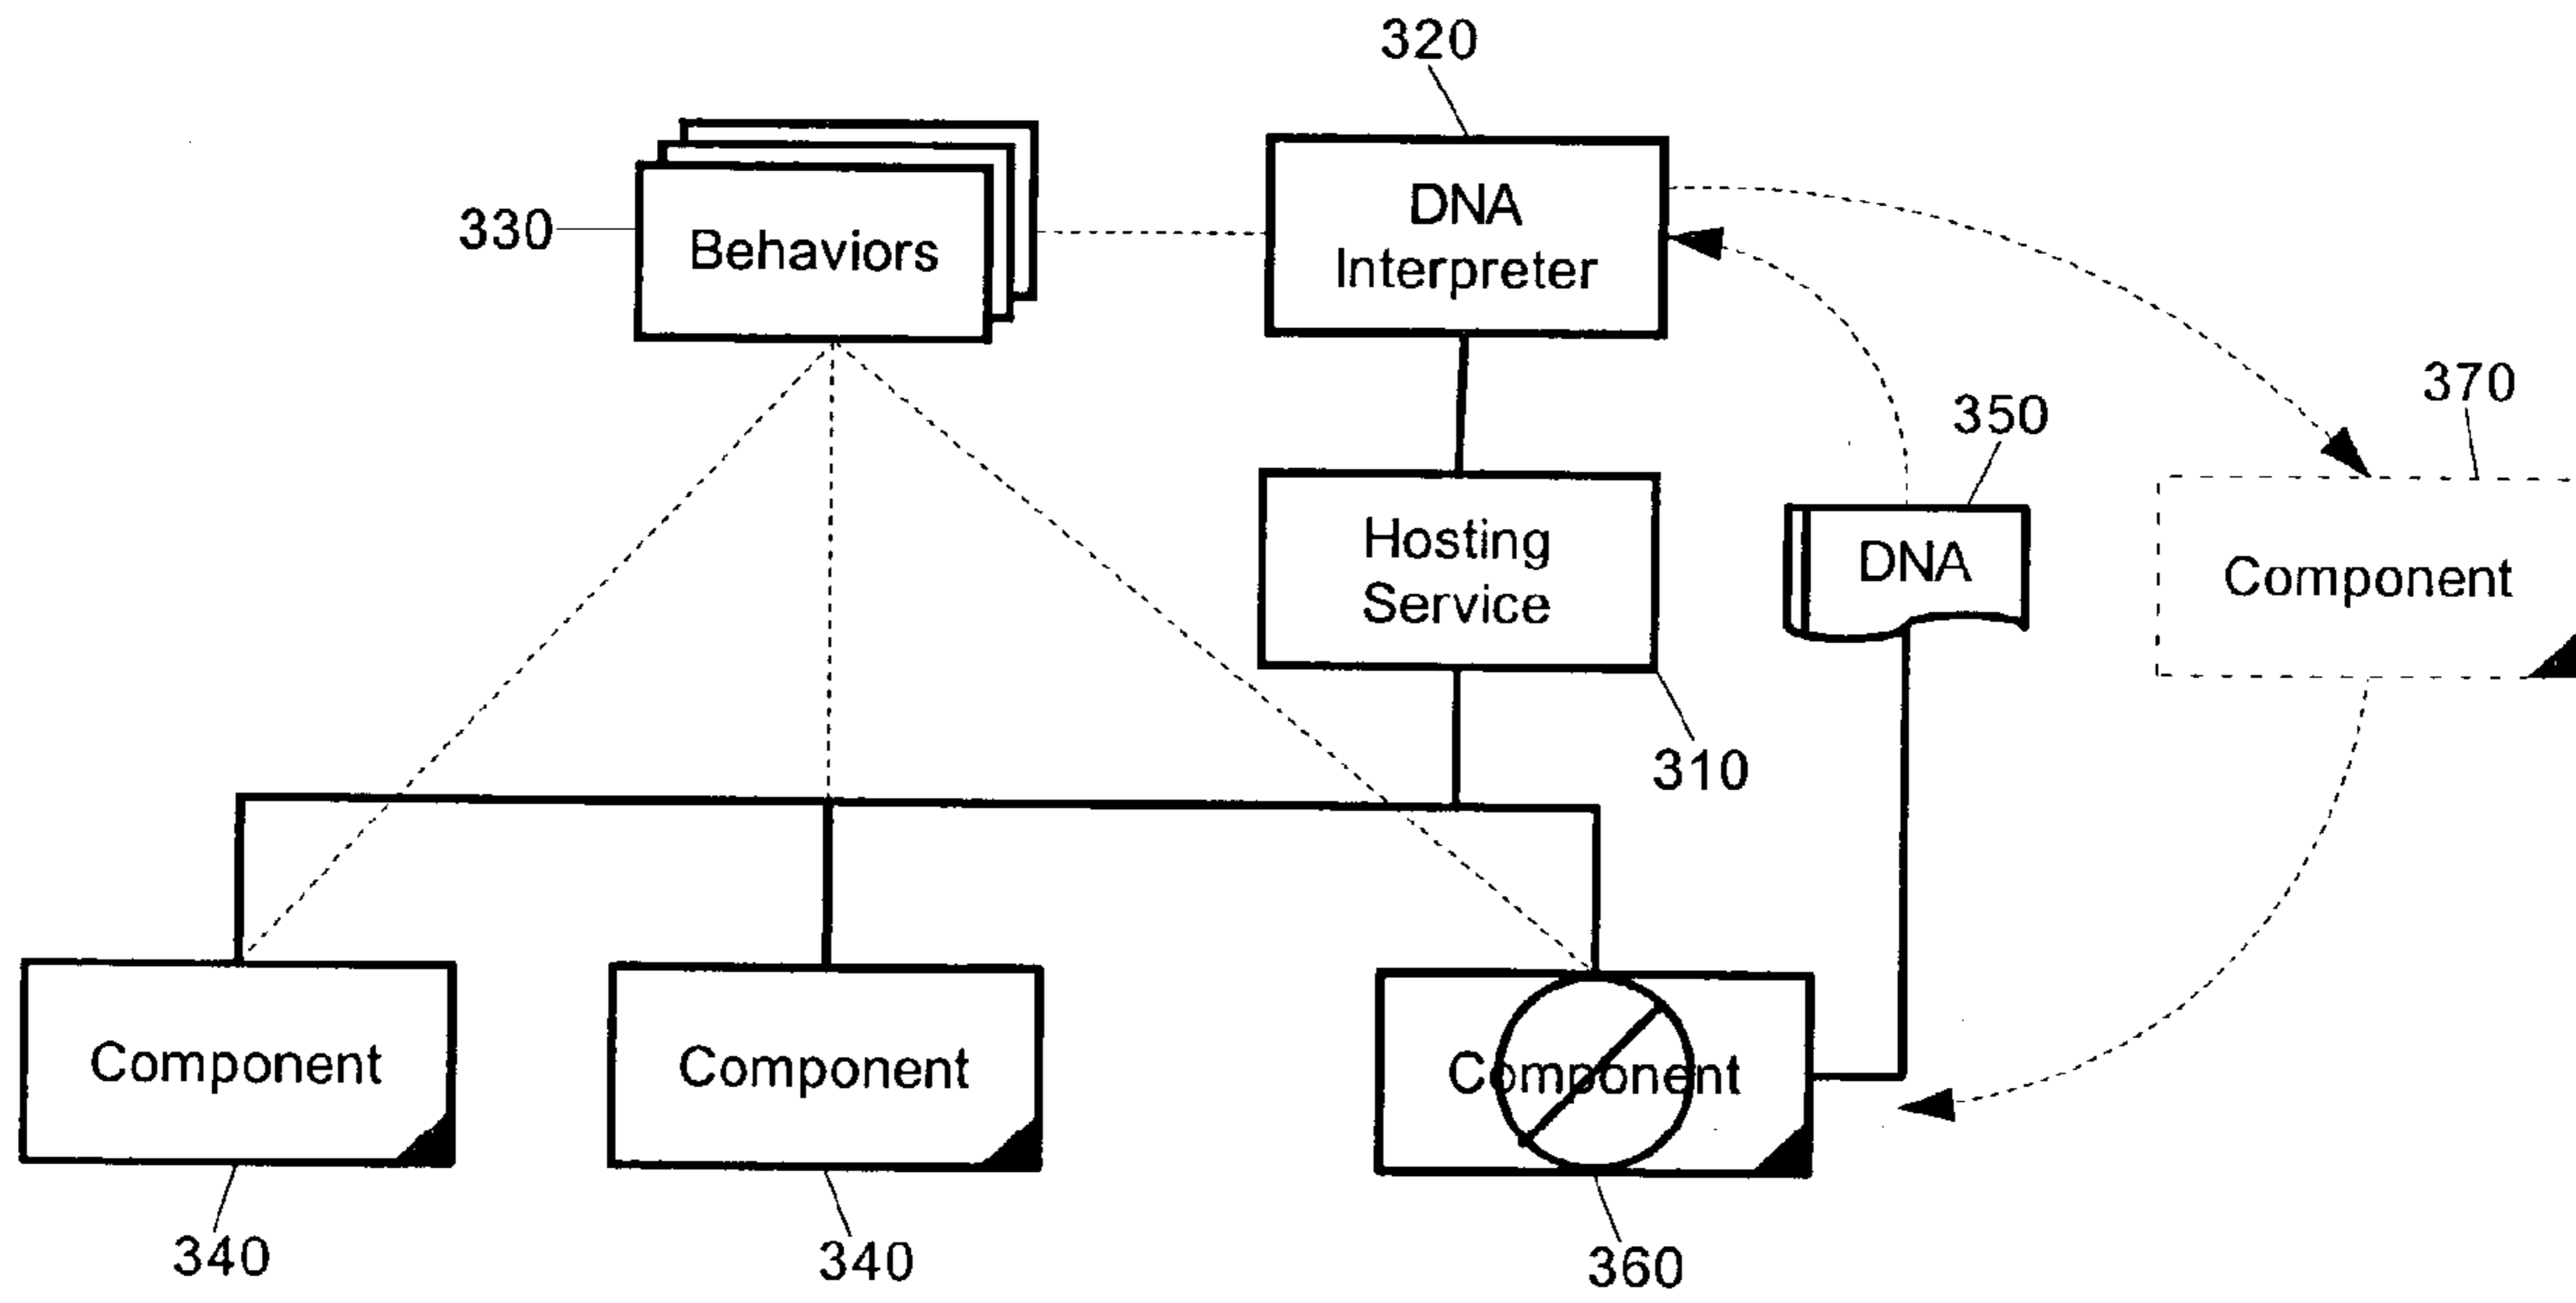 320
330
Behaviors
DNA
Interpreter
370
350
Hosting
Service
DNA
Component
310
Component
Component
Component
340
340
360